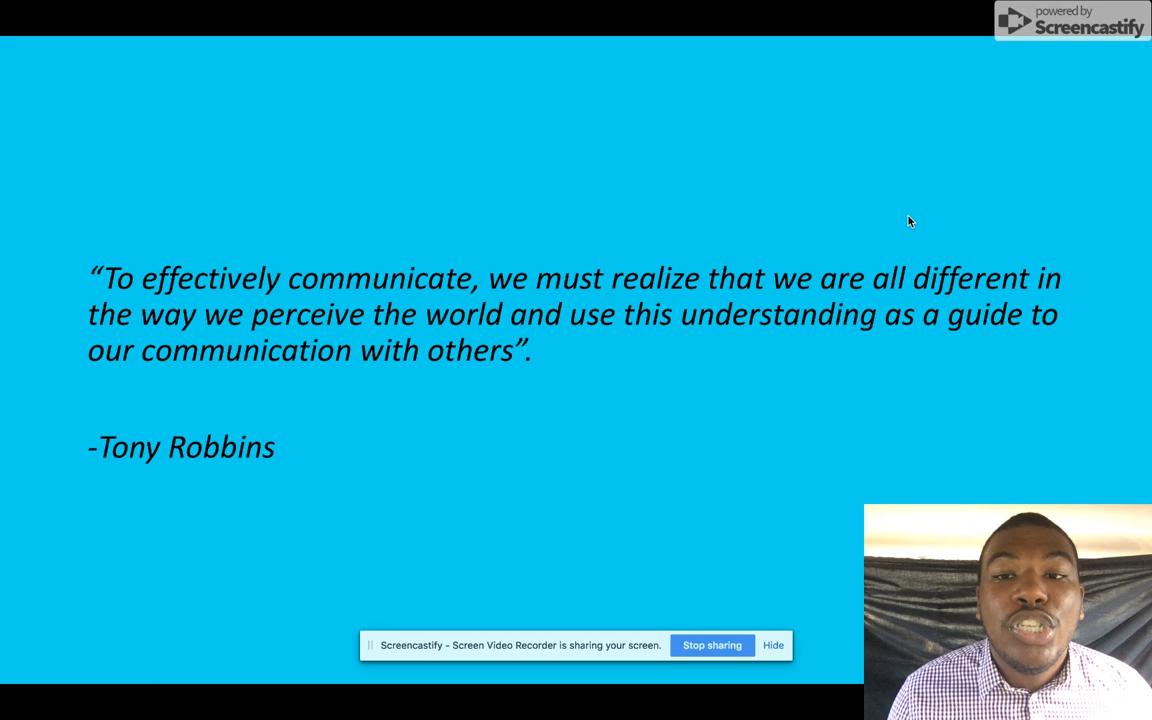 powered by
Screencastify
“To effectively communicate, we must realize that we are all different in
the way we perceive the world and use this understanding as a guide to
our communication with others”.
-Tony Robbins
Screencastify - Screen Video Recorder is sharing your screen. Stop sharing Hide